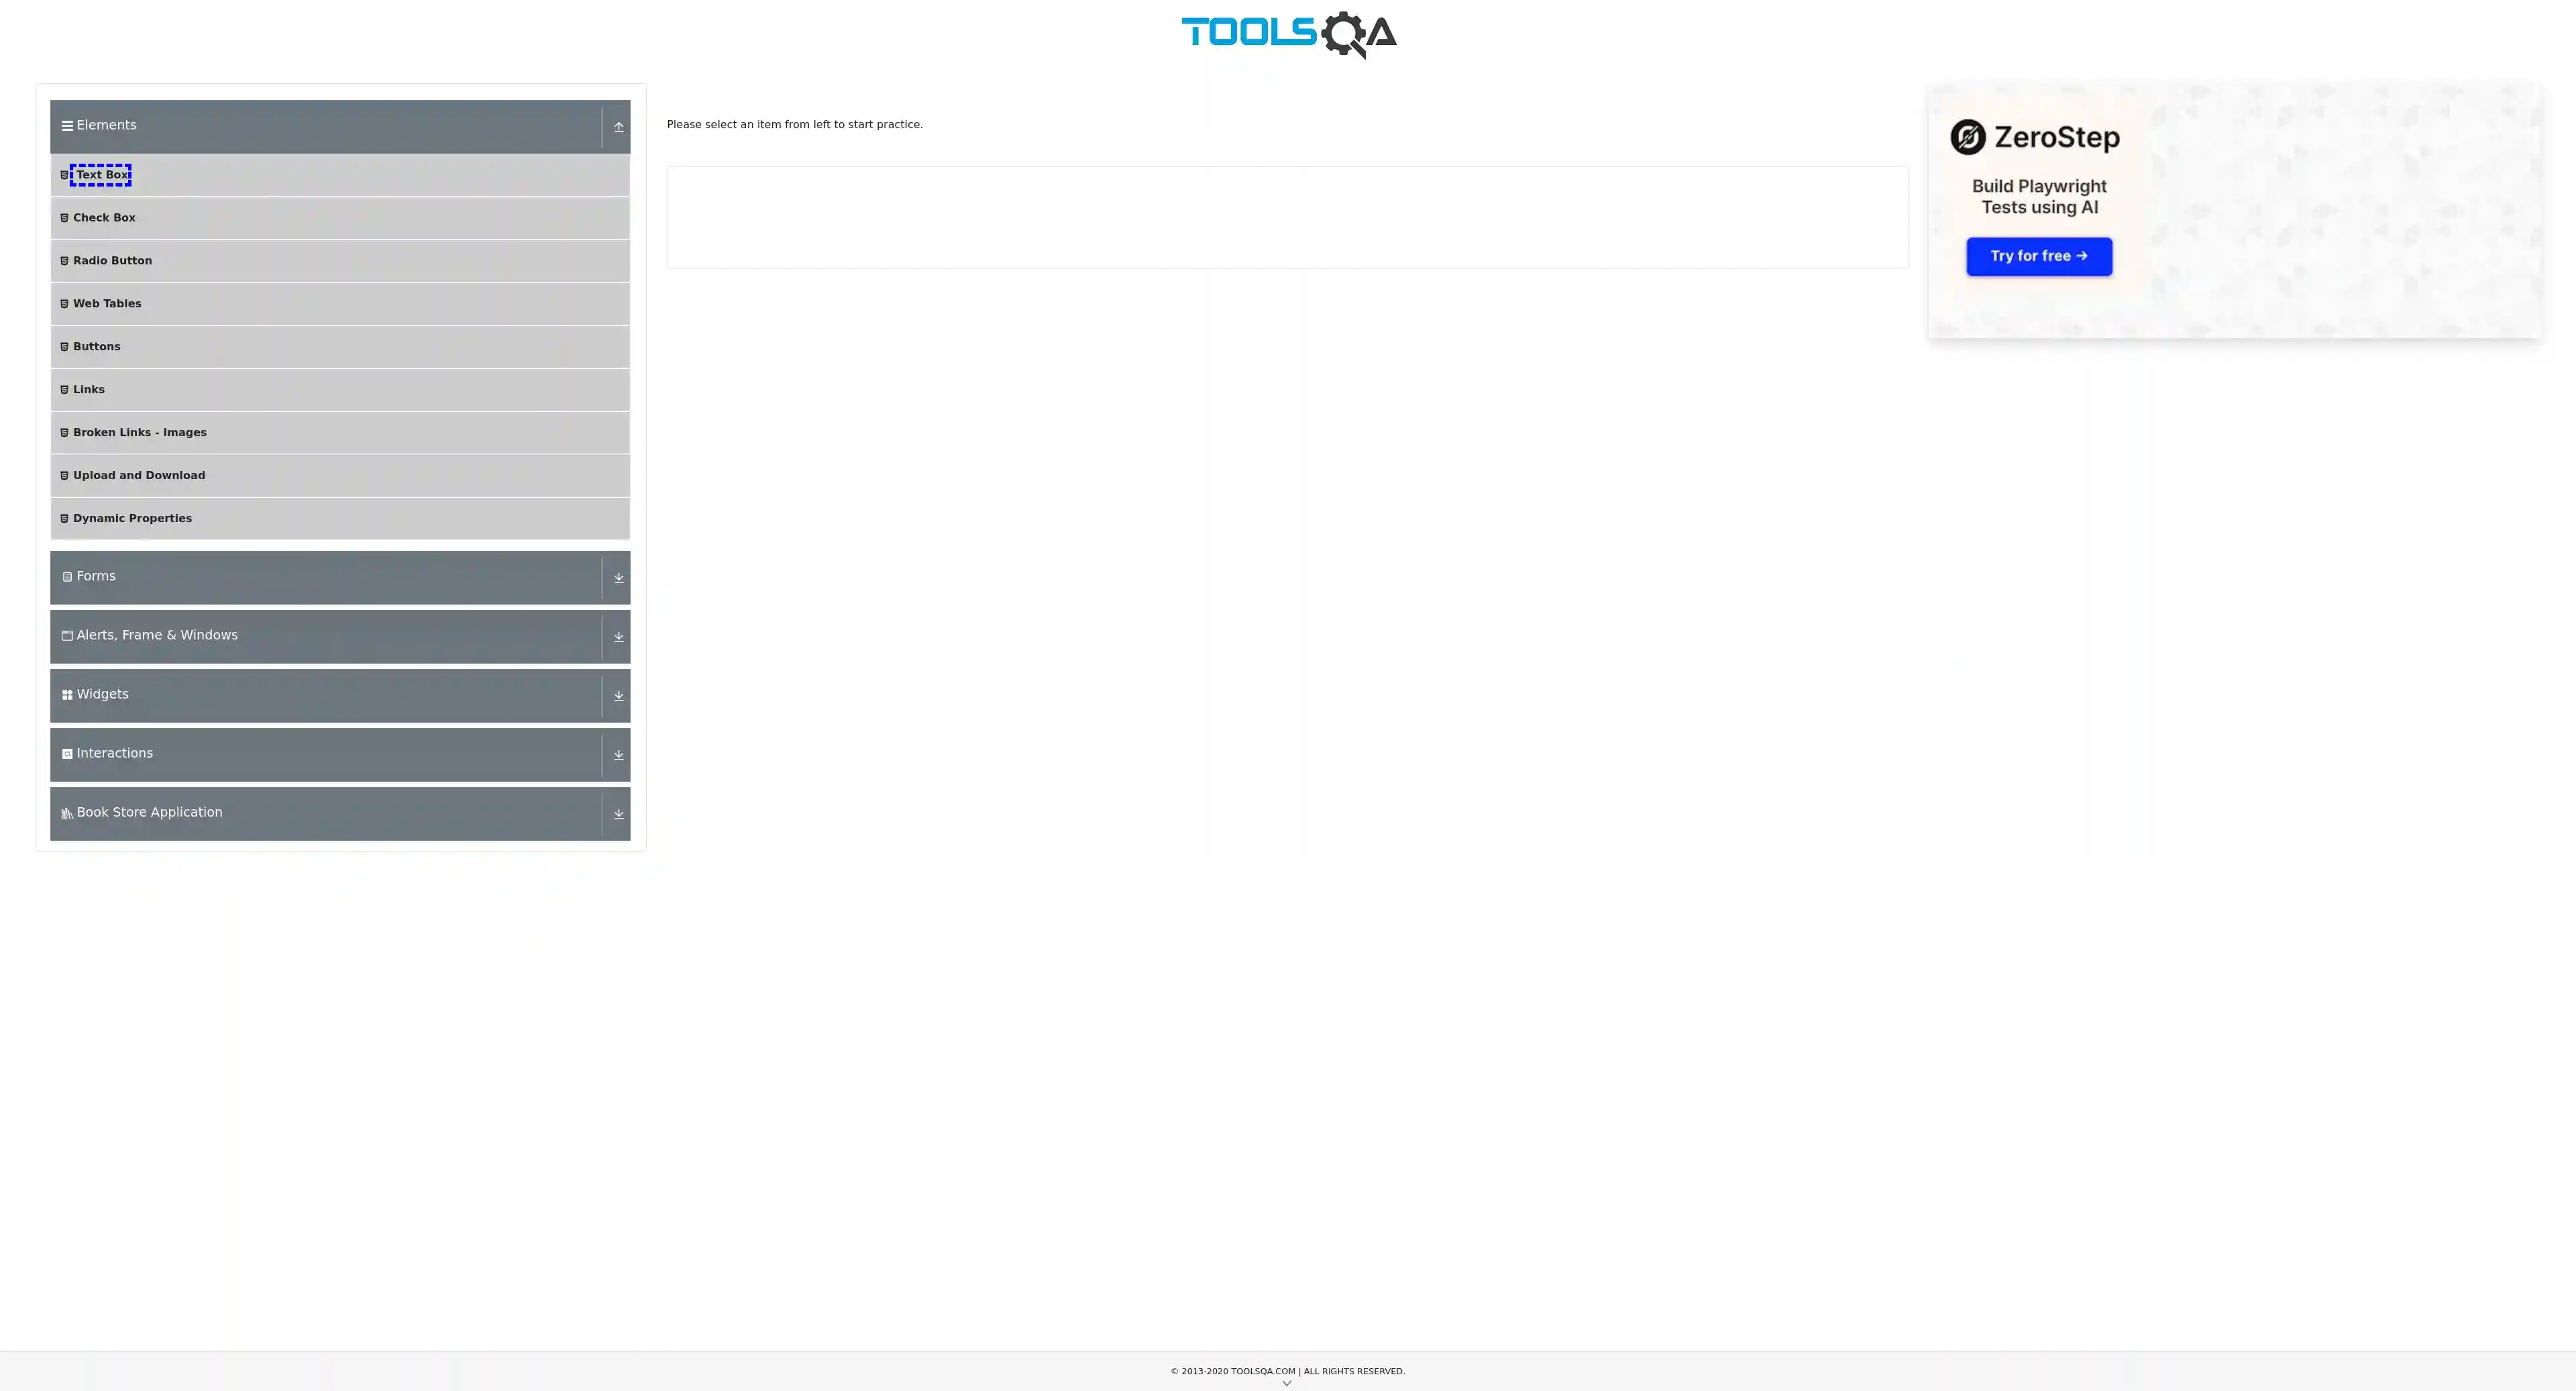 TOOLSQA
Elements
Text Box
Check Box
Radio Button
Web Tables
Buttons
Links
Broken Links - Images
Upload and Download
Dynamic Properties
Forms
Alerts, Frame & Windows
Widgets
Interactions
Book Store Application
Please select an item from left to start practice.
ZeroStep
Build Playwright
Tests using AI
Try for free →
© 2013-2020 TOOLSQA.COM | ALL RIGHTS RESERVED.